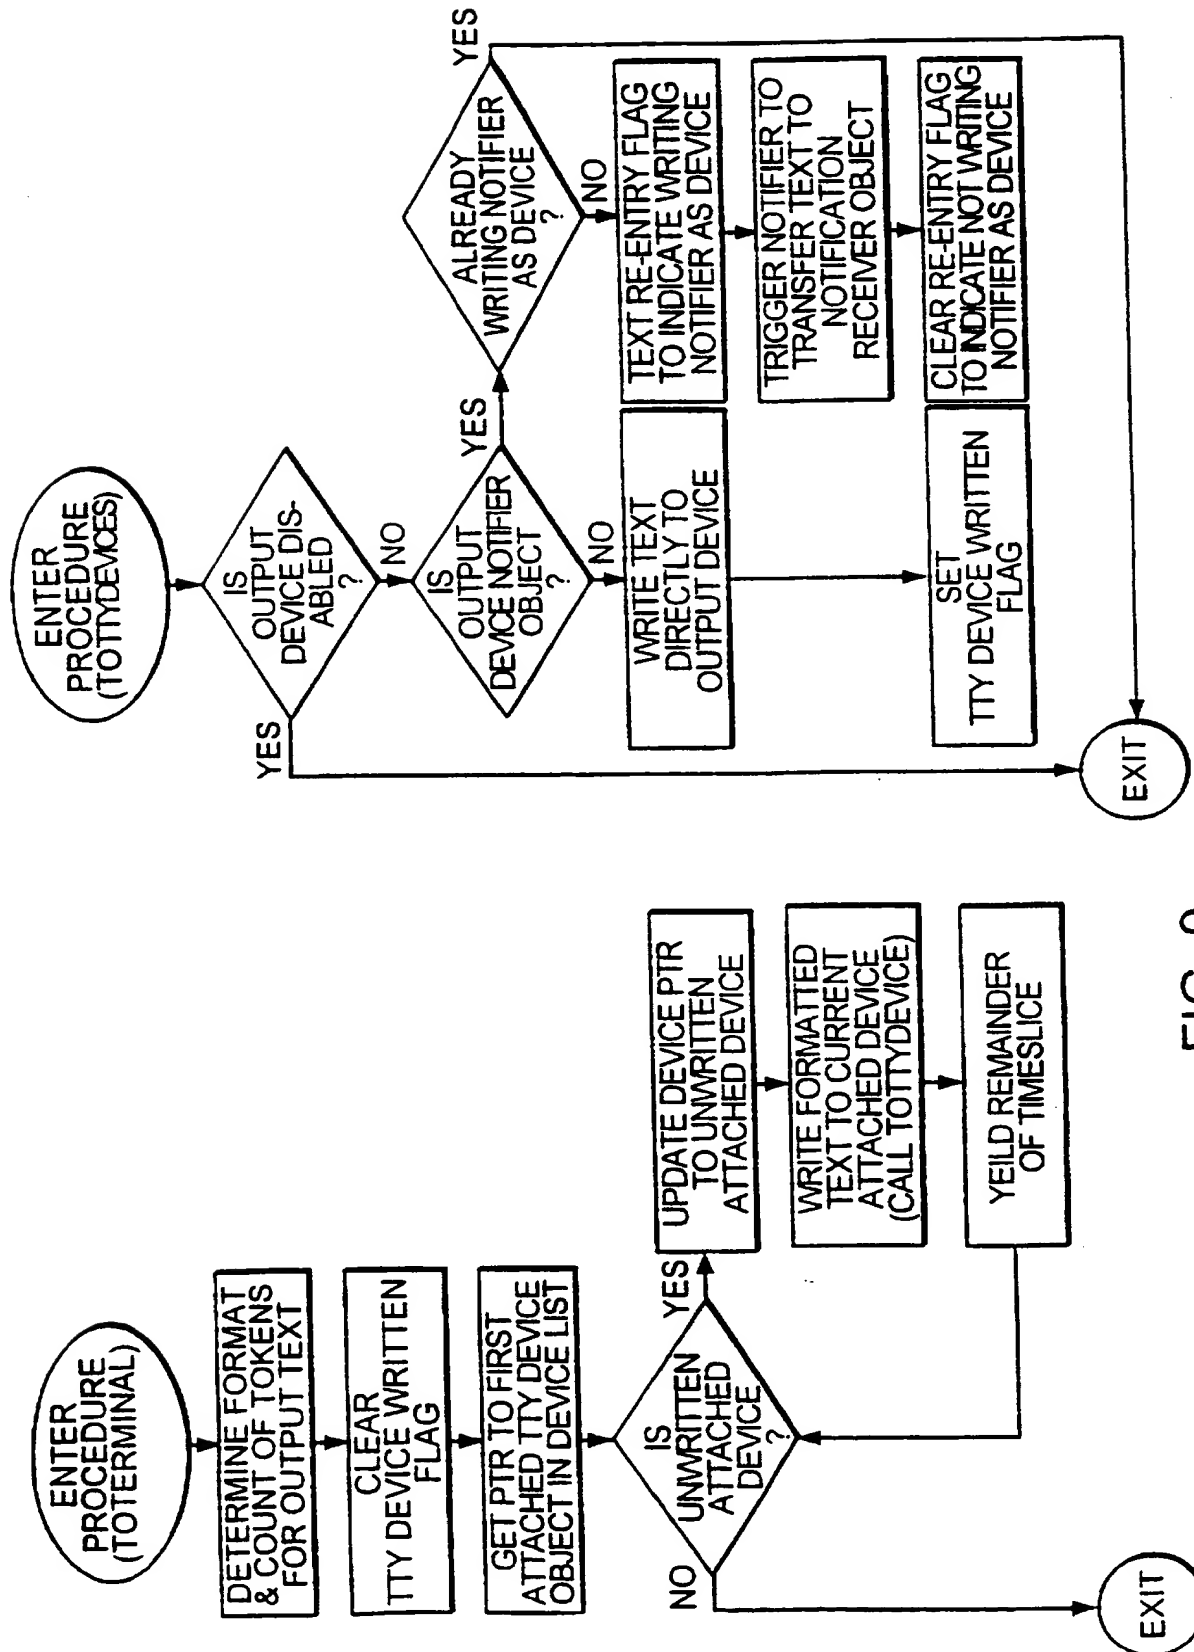 ENTER
PROCEDURE
(TOTERMINAL)
DETERMINE FORMAT
& COUNT OF TOKENS
FOR OUTPUT TEXT
CLEAR
TTY DEVICE WRITTEN
FLAG
GET PTR TO FIRST
ATTACHED TTY DEVICE
OBJECT IN DEVICE LIST
IS
UNWRITTEN
ATTACHED
DEVICE
?
NO
YES
EXIT
UPDATE DEVICE PTR
TO UNWRITTEN
ATTACHED DEVICE
WRITE FORMATTED
TEXT TO CURRENT
ATTACHED DEVICE
(CALL TOTTYDEVICE)
YEILD REMAINDER
OF TIMESLICE
ENTER
PROCEDURE
(TOTTYDEVICES)
IS
OUTPUT
DEVICE DIS-
ABLED
?
YES
NO
IS
OUTPUT
DEVICE NOTIFIER
OBJECT
?
YES
NO
WRITE TEXT
DIRECTLY TO
OUTPUT DEVICE
SET
TTY DEVICE WRITTEN
FLAG
EXIT
ALREADY
WRITING NOTIFIER
AS DEVICE
?
YES
NO
TEXT RE-ENTRY FLAG
TO INDICATE WRITING
NOTIFIER AS DEVICE
TRIGGER NOTIFIER TO
TRANSFER TEXT TO
NOTIFICATION
RECEIVER OBJECT
CLEAR RE-ENTRY FLAG
TO INDICATE NOT WRITING
NOTIFIER AS DEVICE